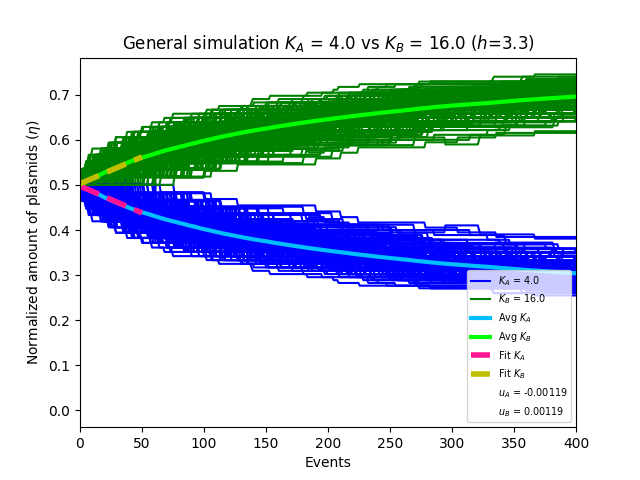 General simulation K_A = 4.0 vs K_B = 16.0 (h=3.3)
Normalized amount of plasmids (η)
0.7
0.6
0.5
0.4
0.3
0.2
0.1
0.0
K_A = 4.0
K_B = 16.0
Avg K_A
Avg K_B
Fit K_A
Fit K_B
u_A = -0.00119
u_B = 0.00119
0 50 100 150 200 250 300 350 400
Events